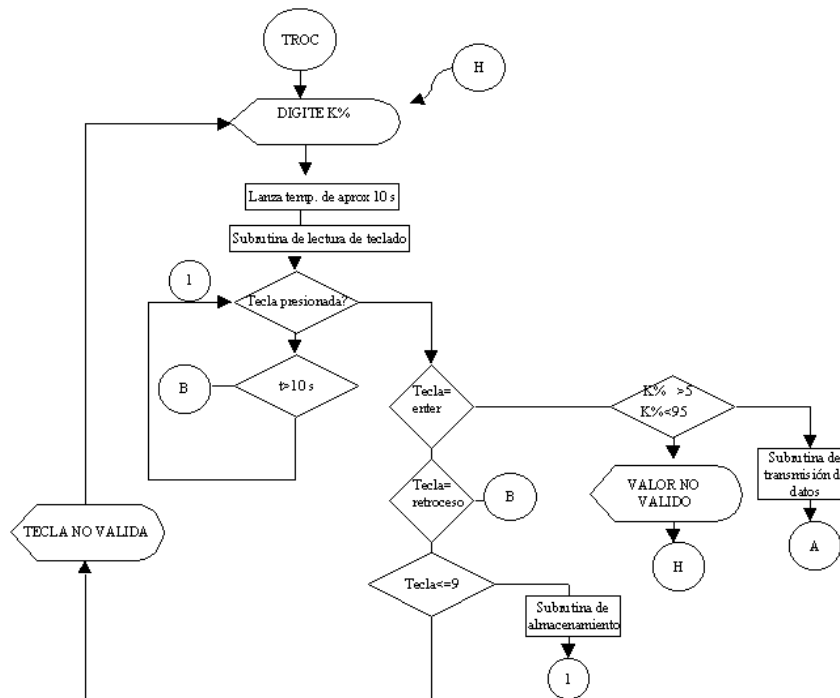 TROC
H
DIGITE K%
Lanza temp. de aprox 10 s
Subrutina de lectura de teclado
1
Tecla presionada?
B
t>10 s
Tecla=
enter
K% >5
K%<95
Subrutina de
transmisión d
datos
Tecla=
retroceso
B
VALOR NO
VALIDO
TECLA NO VALIDA
A
H
Tecla<=9
Subrutina de
almacenamiento
1